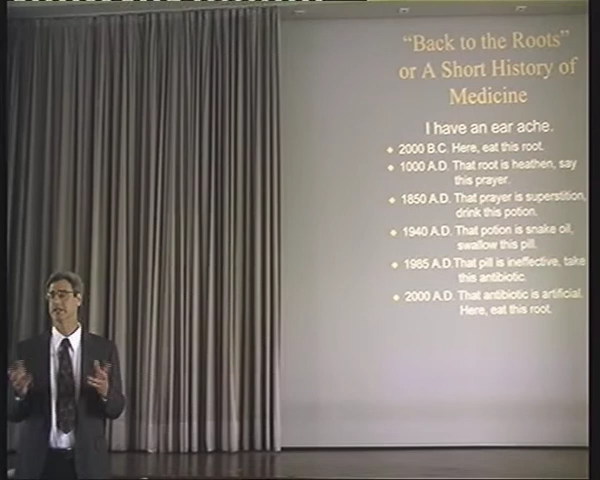 “Back to the Roots”
or A Short History of
Medicine
I have an ear ache.
2000 B.C. Here, eat this root.
1000 A.D. That root is heathen, say
this prayer.
1850 A.D. That prayer is superstition,
drink this potion.
1940 A.D. That potion is snake oil,
swallow this pill.
1985 A.D.That pill is ineffective, take
this antibiotic.
2000 A.D. That antibiotic is artificial.
Here, eat this root.